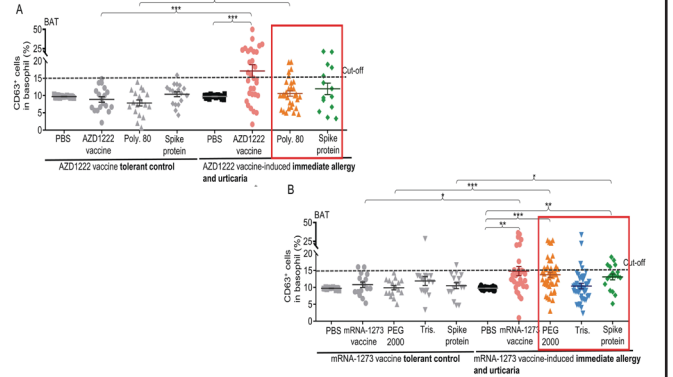 A
BAT
***
***
50
25
20
15
10
5
0
CD63⁺ cells
in basophil (%)
Cut-off
PBS AZD1222 vaccine Poly. 80 Spike protein PBS AZD1222 vaccine Poly. 80 Spike protein
AZD1222 vaccine tolerant control
AZD1222 vaccine-induced immediate allergy
and urticaria
B
BAT
***
**
***
**
50
25
20
15
10
5
0
CD63⁺ cells
in basophil (%)
Cut-off
PBS mRNA-1273 vaccine PEG 2000 Tris. Spike protein PBS mRNA-1273 vaccine PEG 2000 Tris. Spike protein
mRNA-1273 vaccine tolerant control
mRNA-1273 vaccine-induced immediate allergy
and urticaria